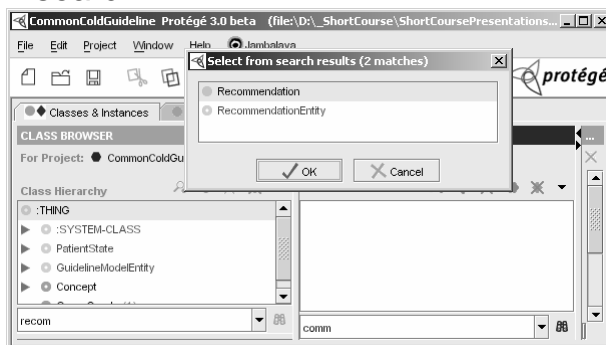 CommonColdGuideline Protégé 3.0 beta (file:\D:\_ShortCourse\ShortCoursePresentations...
File Edit Project Window Help Jambalaya
Select from search results (2 matches)
protégé
Recommendation
RecommendationEntity
Classes & Instances
CLASS BROWSER
...
For Project: CommonColdGu
OK Cancel
Class Hierarchy
:THING
:SYSTEM-CLASS
PatientState
GuidelineModelEntity
Concept
recom
comm